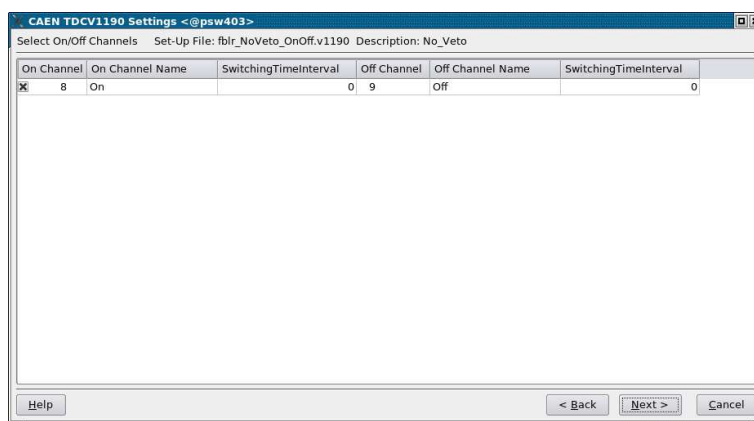 CAEN TDCV1190 Settings <@psw403>
Select On/Off Channels Set-Up File: fblr_NoVeto_OnOff.v1190 Description: No_Veto
On Channel On Channel Name SwitchingTimeInterval Off Channel Off Channel Name SwitchingTimeInterval
8 On 0 9 Off 0
Help < Back Next > Cancel